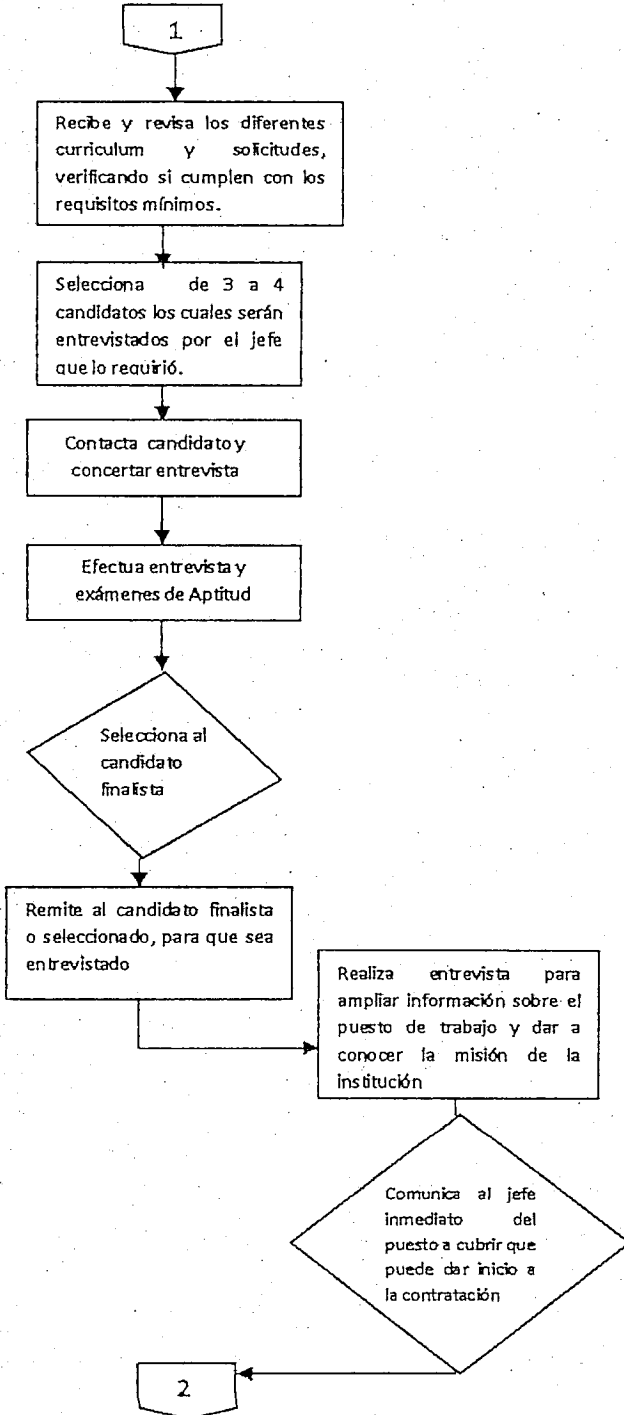 1
Recibe y revisa los diferentes
curriculum y solicitudes,
verificando si cumplen con los
requisitos mínimos.
Selecciona de 3 a 4
candidatos los cuales serán
entrevistados por el jefe
que lo requirió.
Contacta candidato y
concertar entrevista
Efectua entrevista y
exámenes de Aptitud
Selecciona al
candidato
finalista
Remite al candidato finalista
o seleccionado, para que sea
entrevistado
Realiza entrevista para
ampliar información sobre el
puesto de trabajo y dar a
conocer la misión de la
institución
Comunica al jefe
inmediato del
puesto a cubrir que
puede dar inicio a
la contratación
2